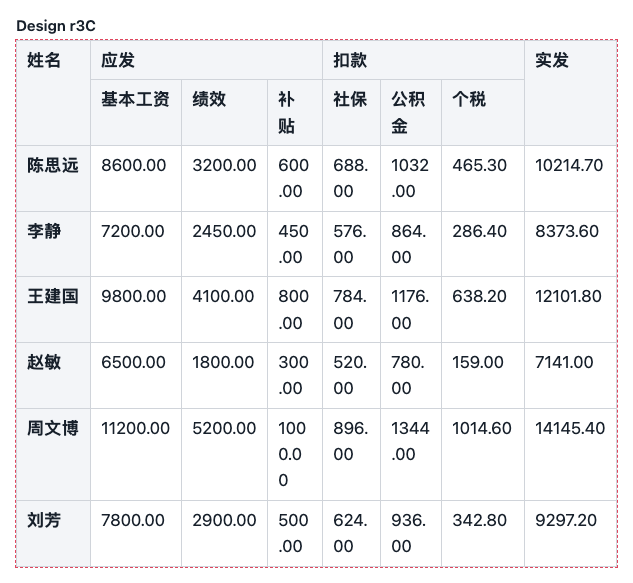 Design r3C
姓名 应发 扣款 实发
基本工资 绩效 补贴 社保 公积金 个税
陈思远 8600.00 3200.00 600.00 688.00 1032.00 465.30 10214.70
李静 7200.00 2450.00 450.00 576.00 864.00 286.40 8373.60
王建国 9800.00 4100.00 800.00 784.00 1176.00 638.20 12101.80
赵敏 6500.00 1800.00 300.00 520.00 780.00 159.00 7141.00
周文博 11200.00 5200.00 1000.00 896.00 1344.00 1014.60 14145.40
刘芳 7800.00 2900.00 500.00 624.00 936.00 342.80 9297.20